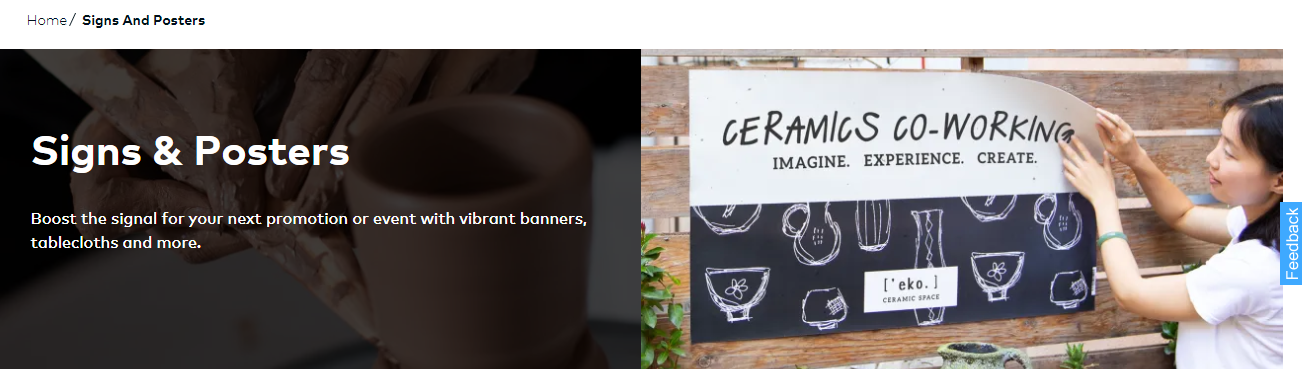 Home/ Signs And Posters
Signs & Posters
Boost the signal for your next promotion or event with vibrant banners,
tablecloths and more.
CERAMICS CO-WORKING
IMAGINE. EXPERIENCE. CREATE.
['eko.]
CERAMIC SPACE
Feedback